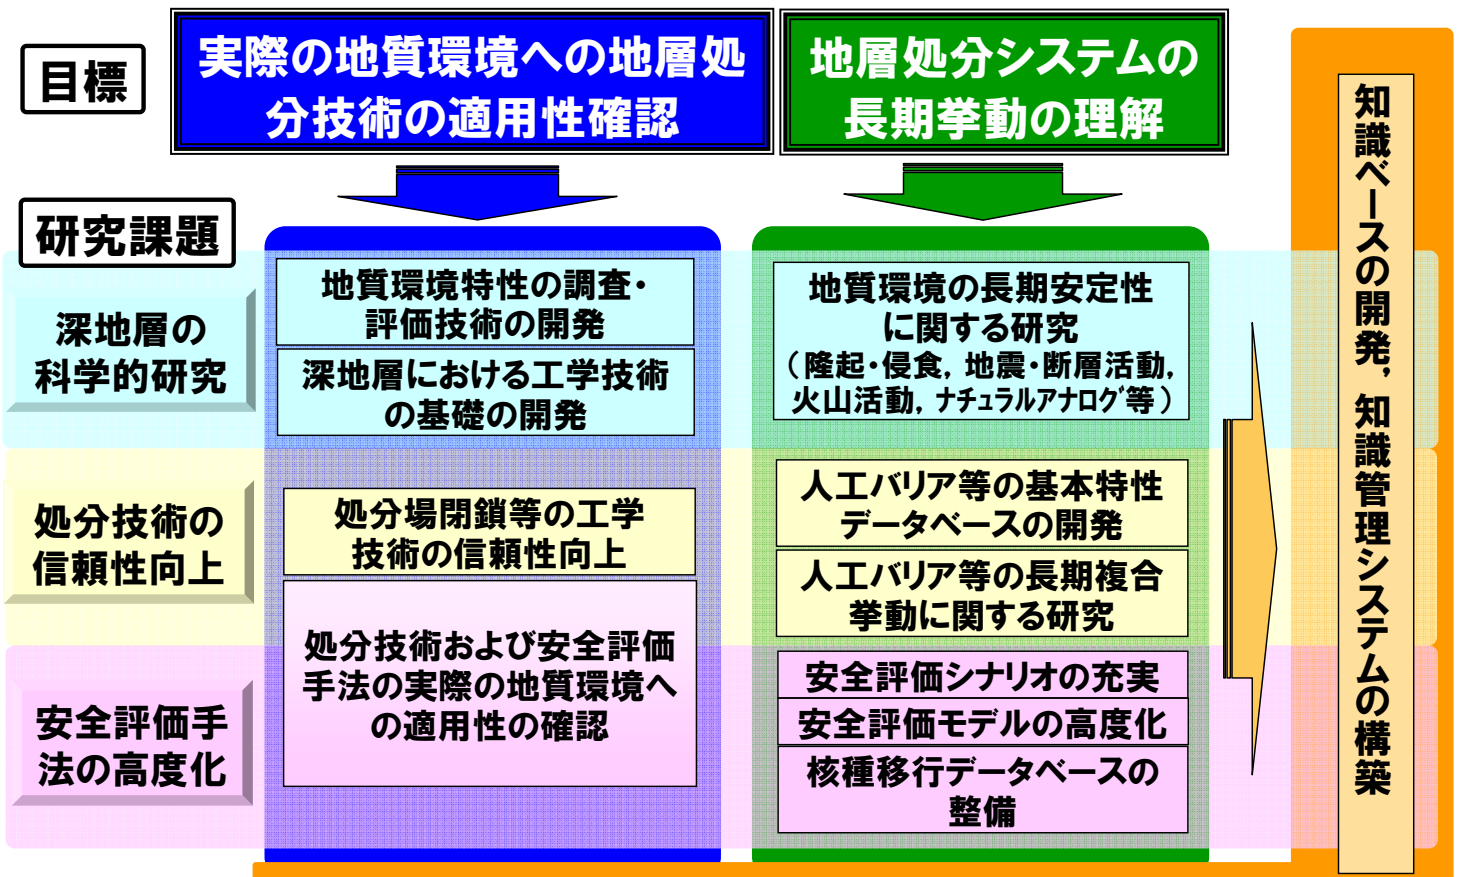 目標
実際の地質環境への地層処
分技術の適用性確認
地層処分システムの
長期挙動の理解
研究課題
深地層の
科学的研究
地質環境特性の調査・
評価技術の開発
深地層における工学技術
の基礎の開発
地質環境の長期安定性
に関する研究
（隆起・侵食，地震・断層活動，
火山活動，ﾅﾁｭﾗﾙｱﾅﾛｸﾞ等）
処分技術の
信頼性向上
処分場閉鎖等の工学
技術の信頼性向上
人工バリア等の基本特性
データベースの開発
人工バリア等の長期複合
挙動に関する研究
処分技術および安全評価
手法の実際の地質環境へ
の適用性の確認
安全評価手
法の高度化
安全評価シナリオの充実
安全評価モデルの高度化
核種移行データベースの
整備
知識ベースの開発，知識管理システムの構築